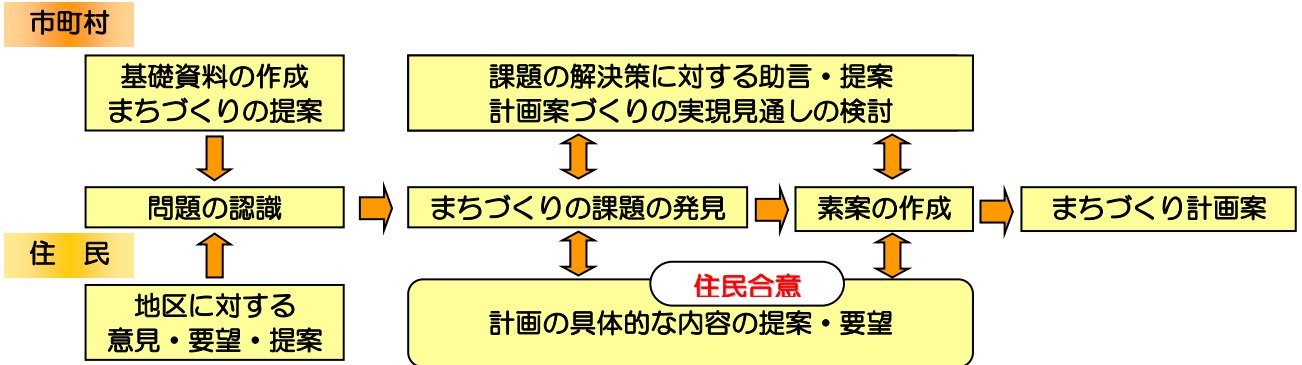 市町村
基礎資料の作成
まちづくりの提案
課題の解決策に対する助言・提案
計画案づくりの実現見通しの検討
問題の認識
まちづくりの課題の発見
素案の作成
まちづくり計画案
住　民
地区に対する
意見・要望・提案
住民合意
計画の具体的な内容の提案・要望